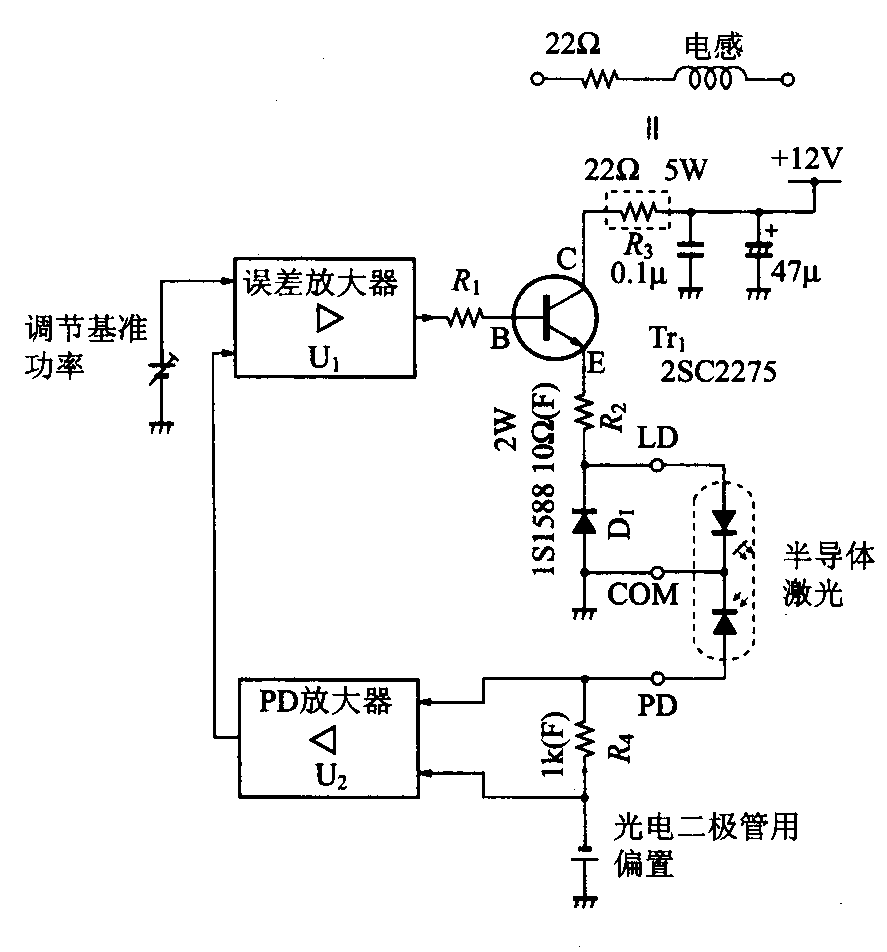 22Ω 电感
=
+12V
22Ω 5W
R3
0.1μ
47μ
C
误差放大器
U1
R1
B
E
调节基准
功率
Tr1
2SC2275
2W
10Ω(F)
R2
LD
1S1588
D1
COM
半导体
激光
PD放大器
U2
PD
1k(F)
R4
光电二极管用
偏置